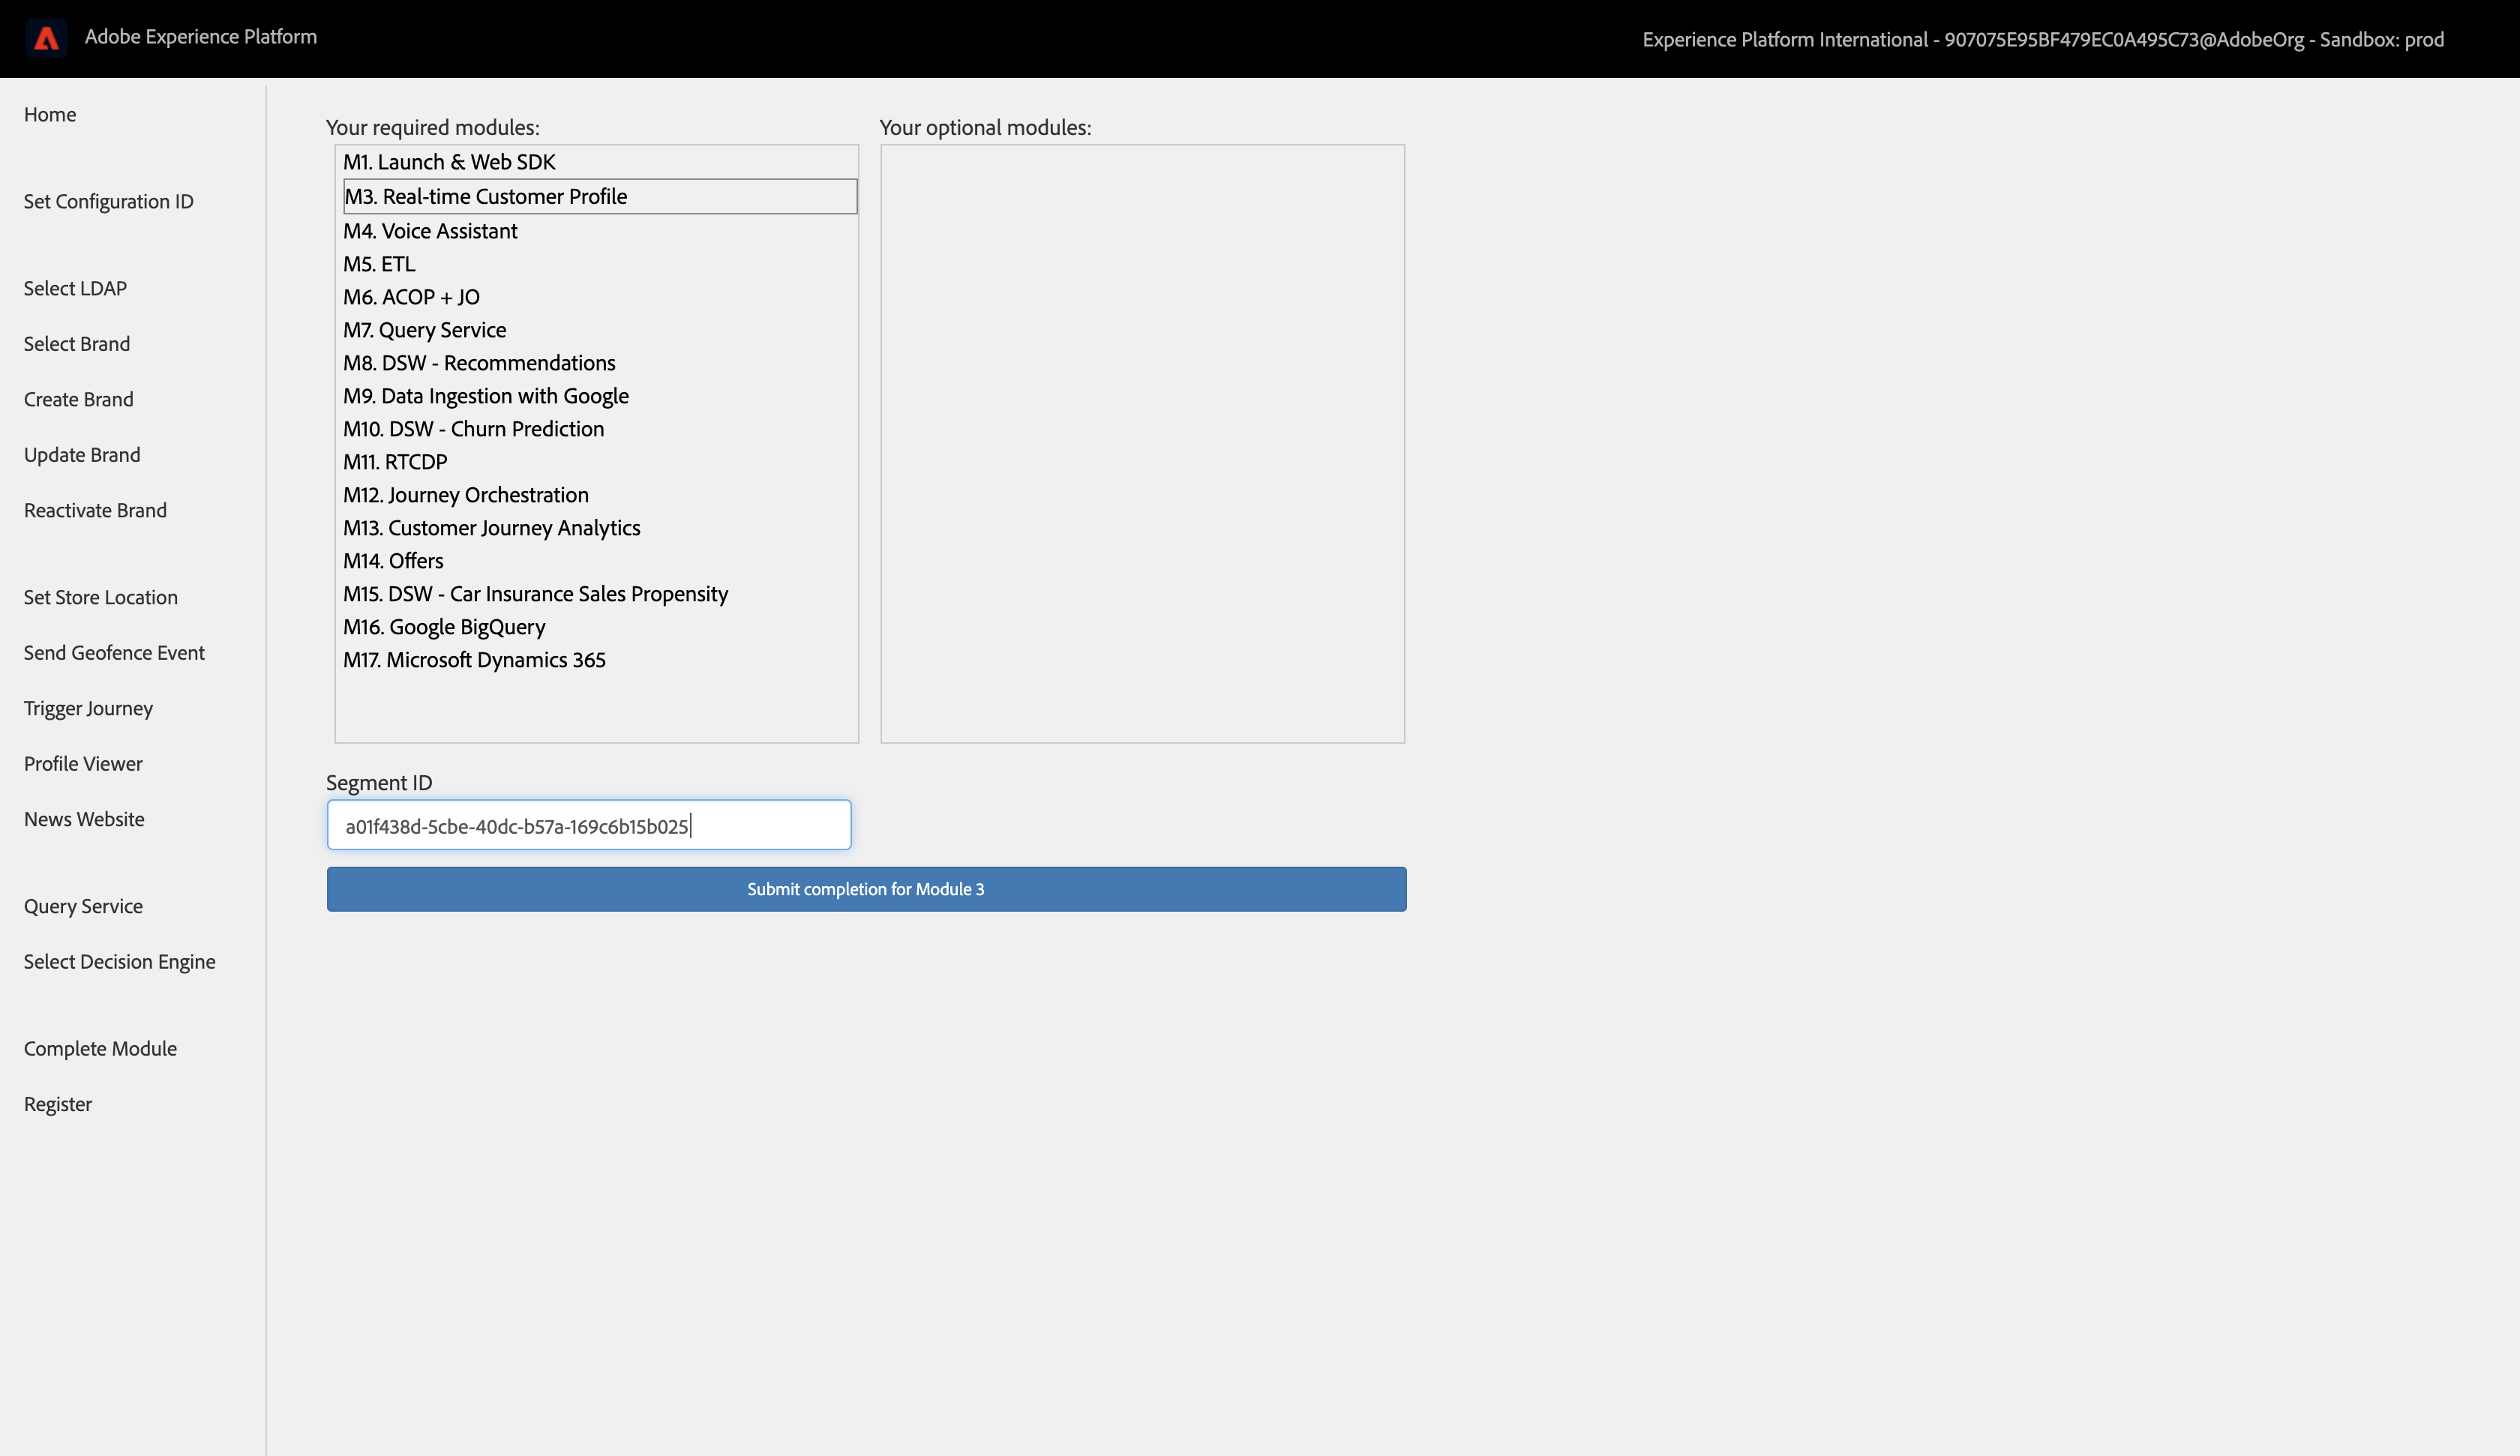 Adobe Experience Platform
Experience Platform International - 907075E95BF479EC0A495C73@AdobeOrg - Sandbox: prod
Home
Set Configuration ID
Select LDAP
Select Brand
Create Brand
Update Brand
Reactivate Brand
Set Store Location
Send Geofence Event
Trigger Journey
Profile Viewer
News Website
Query Service
Select Decision Engine
Complete Module
Register
Your required modules:
M1. Launch & Web SDK
M3. Real-time Customer Profile
M4. Voice Assistant
M5. ETL
M6. ACOP + JO
M7. Query Service
M8. DSW - Recommendations
M9. Data Ingestion with Google
M10. DSW - Churn Prediction
M11. RTCDP
M12. Journey Orchestration
M13. Customer Journey Analytics
M14. Offers
M15. DSW - Car Insurance Sales Propensity
M16. Google BigQuery
M17. Microsoft Dynamics 365
Your optional modules:
Segment ID
a01f438d-5cbe-40dc-b57a-169c6b15b025
Submit completion for Module 3